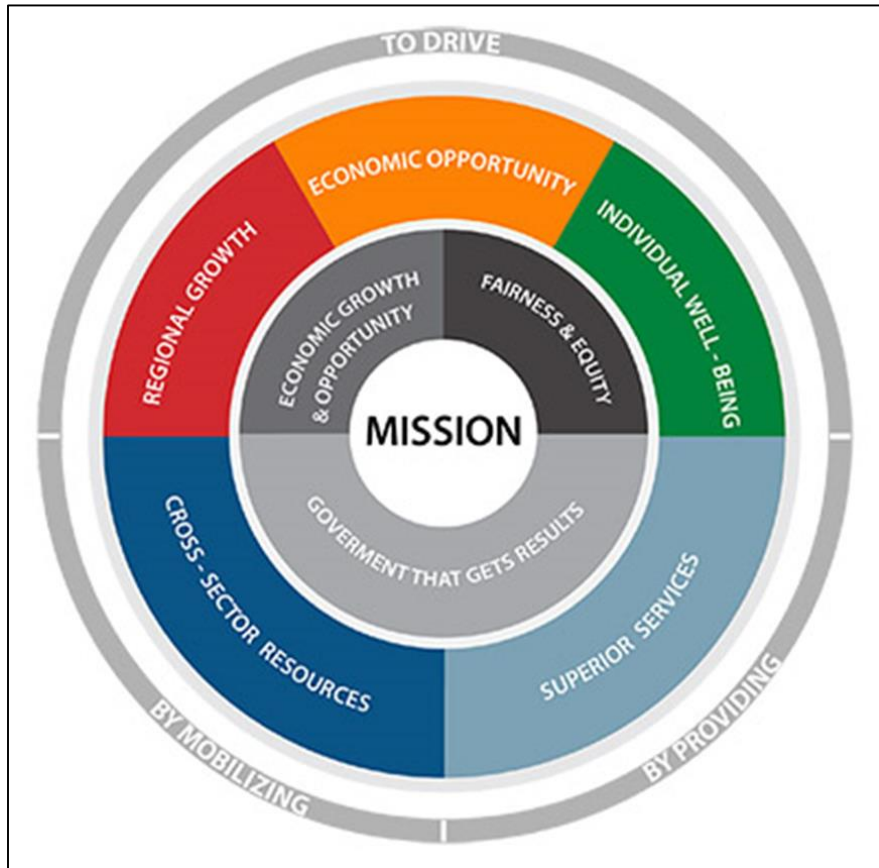 TO DRIVE
ECONOMIC OPPORTUNITY
REGIONAL GROWTH
INDIVIDUAL WELL - BEING
ECONOMIC GROWTH
& OPPORTUNITY
FAIRNESS & EQUITY
MISSION
GOVERMENT THAT GETS RESULTS
CROSS - SECTOR RESOURCES
SUPERIOR SERVICES
BY MOBILIZING
BY PROVIDING